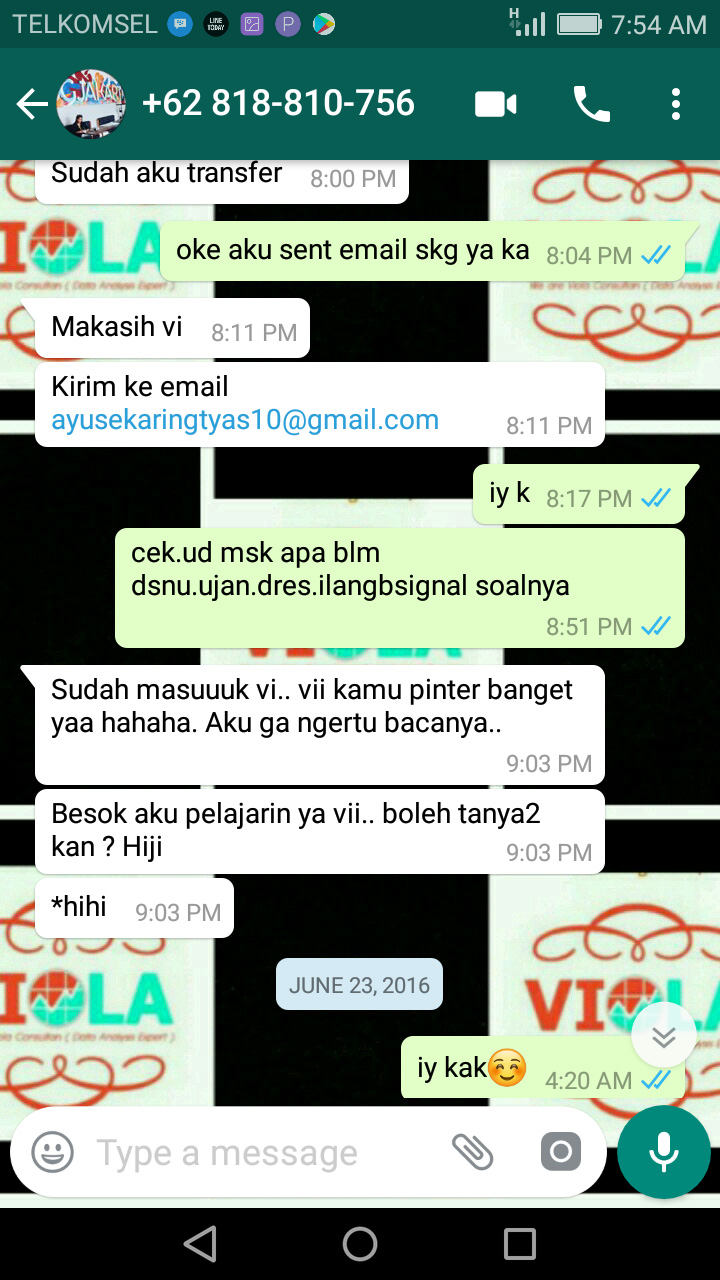 TELKOMSEL
LINE TODAY
P
H
7:54 AM
+62 818-810-756
Sudah aku transfer 8:00 PM
oke aku sent email skg ya ka 8:04 PM
Makasih vi 8:11 PM
Kirim ke email
ayusekaringtyas10@gmail.com 8:11 PM
iy k 8:17 PM
cek.ud msk apa blm
dsnu.ujan.dres.ilangbsignal soalnya
8:51 PM
Sudah masuuuk vi.. vii kamu pinter banget
yaa hahaha. Aku ga ngertu bacanya..
9:03 PM
Besok aku pelajarin ya vii.. boleh tanya2
kan ? Hiji 9:03 PM
*hihi 9:03 PM
JUNE 23, 2016
VIOLA
iy kak☺️ 4:20 AM
Type a message